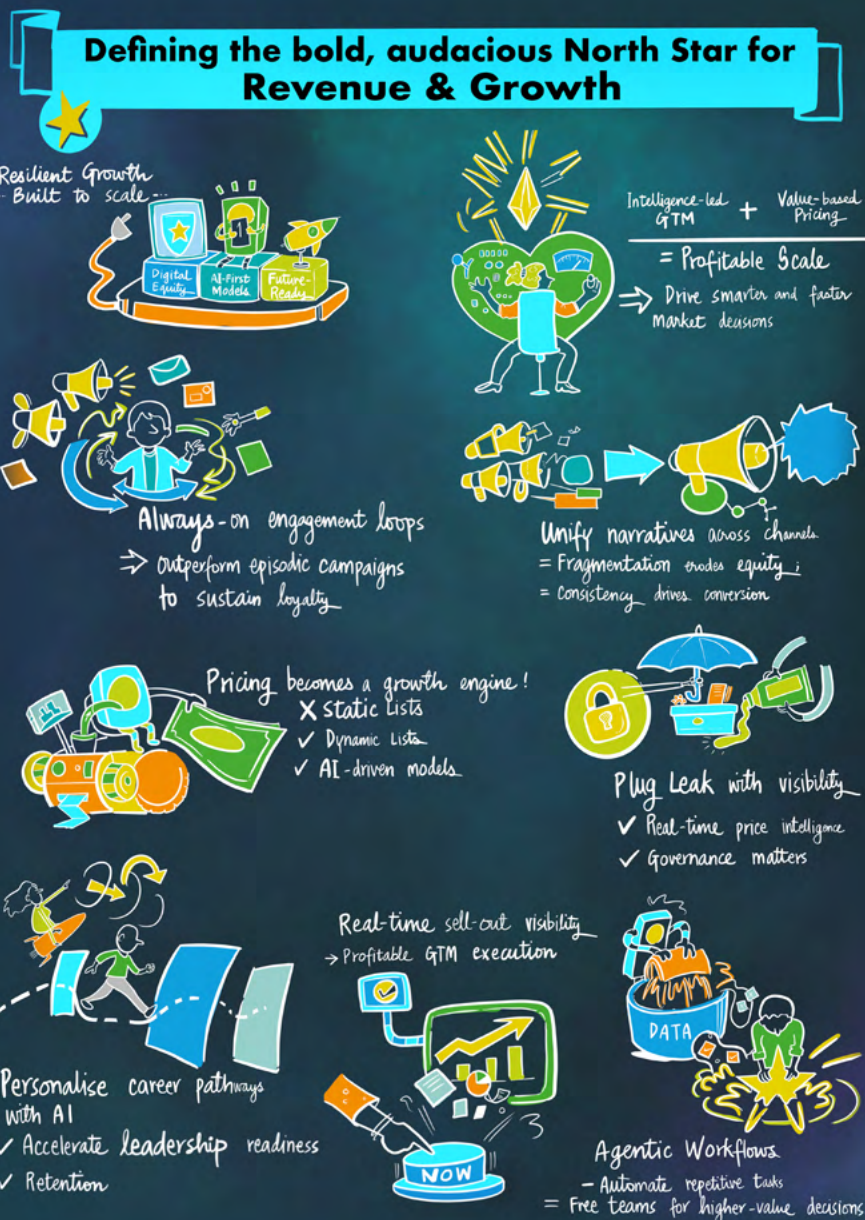 Defining the bold, audacious North Star for
Revenue & Growth
Resilient Growth
-- Built to scale ---
Digital
Equity
AI-First
Models
Future-
Ready
1
Intelligence-led
GTM
+
Value-based
Pricing
= Profitable Scale
⇒ Drive smarter and faster
market decisions
Always-on engagement loops
⇒ Outperform episodic campaigns
to sustain loyalty
Unify narratives across channels
= Fragmentation erodes equity ;
= Consistency drives conversion
Pricing becomes a growth engine!
X Static Lists
✓ Dynamic Lists
✓ AI-driven models
Plug Leak with visibility
✓ Real-time price intelligence
✓ Governance matters
Personalise career pathways
with AI
✓ Accelerate leadership readiness
✓ Retention
Real-time sell-out visibility
→ Profitable GTM execution
NOW
DATA
Agentic Workflows
- Automate repetitive tasks
= Free teams for higher-value decisions